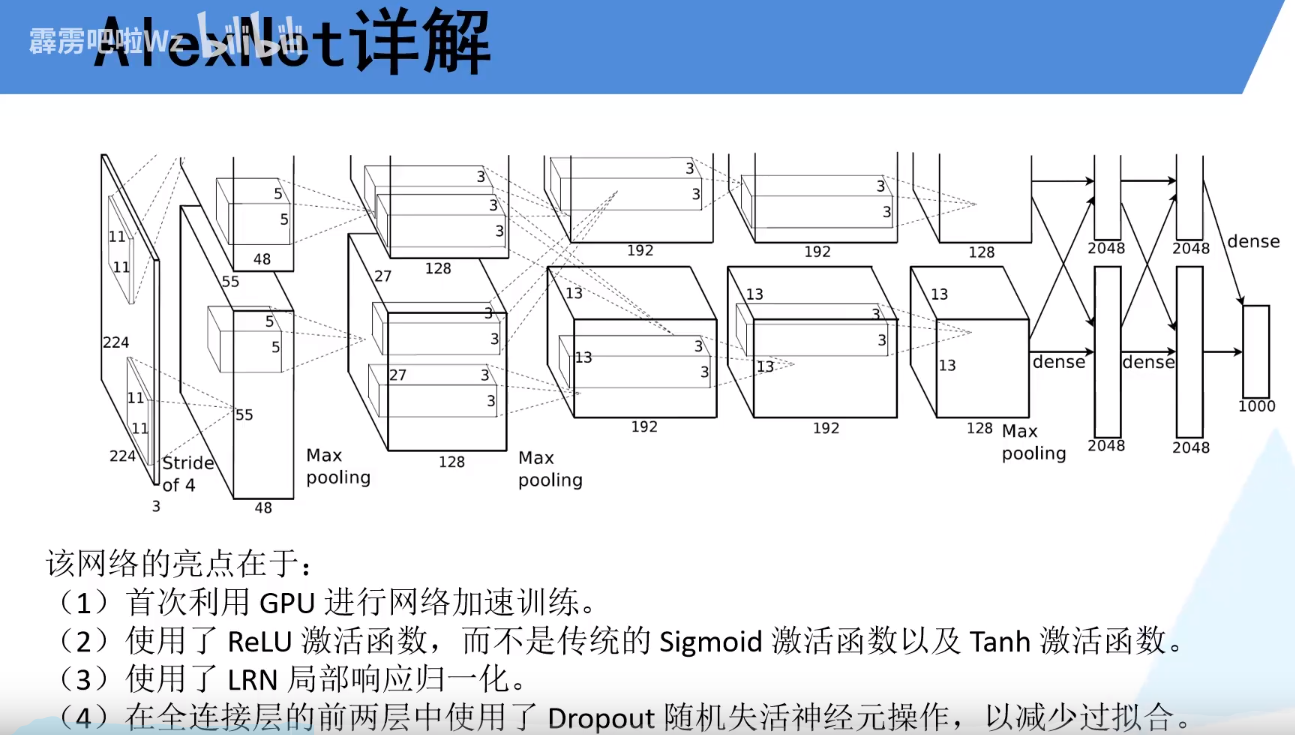 AlexNet详解
霹雳吧啦Wz bilibili
3
5
3
3
3
11
5
3
3
3
11
48
128
192
192
128
2048
2048
dense
55
27
13
13
13
5
3
3
224
5
3
13
3
3
3
11
27
3
3
13
13
dense
dense
11
55
3
192
192
128
Max
pooling
2048
2048
1000
224
Stride
of 4
Max
pooling
128
Max
pooling
3
48
该网络的亮点在于：
（1）首次利用 GPU 进行网络加速训练。
（2）使用了 ReLU 激活函数，而不是传统的 Sigmoid 激活函数以及 Tanh 激活函数。
（3）使用了 LRN 局部响应归一化。
（4）在全连接层的前两层中使用了 Dropout 随机失活神经元操作，以减少过拟合。